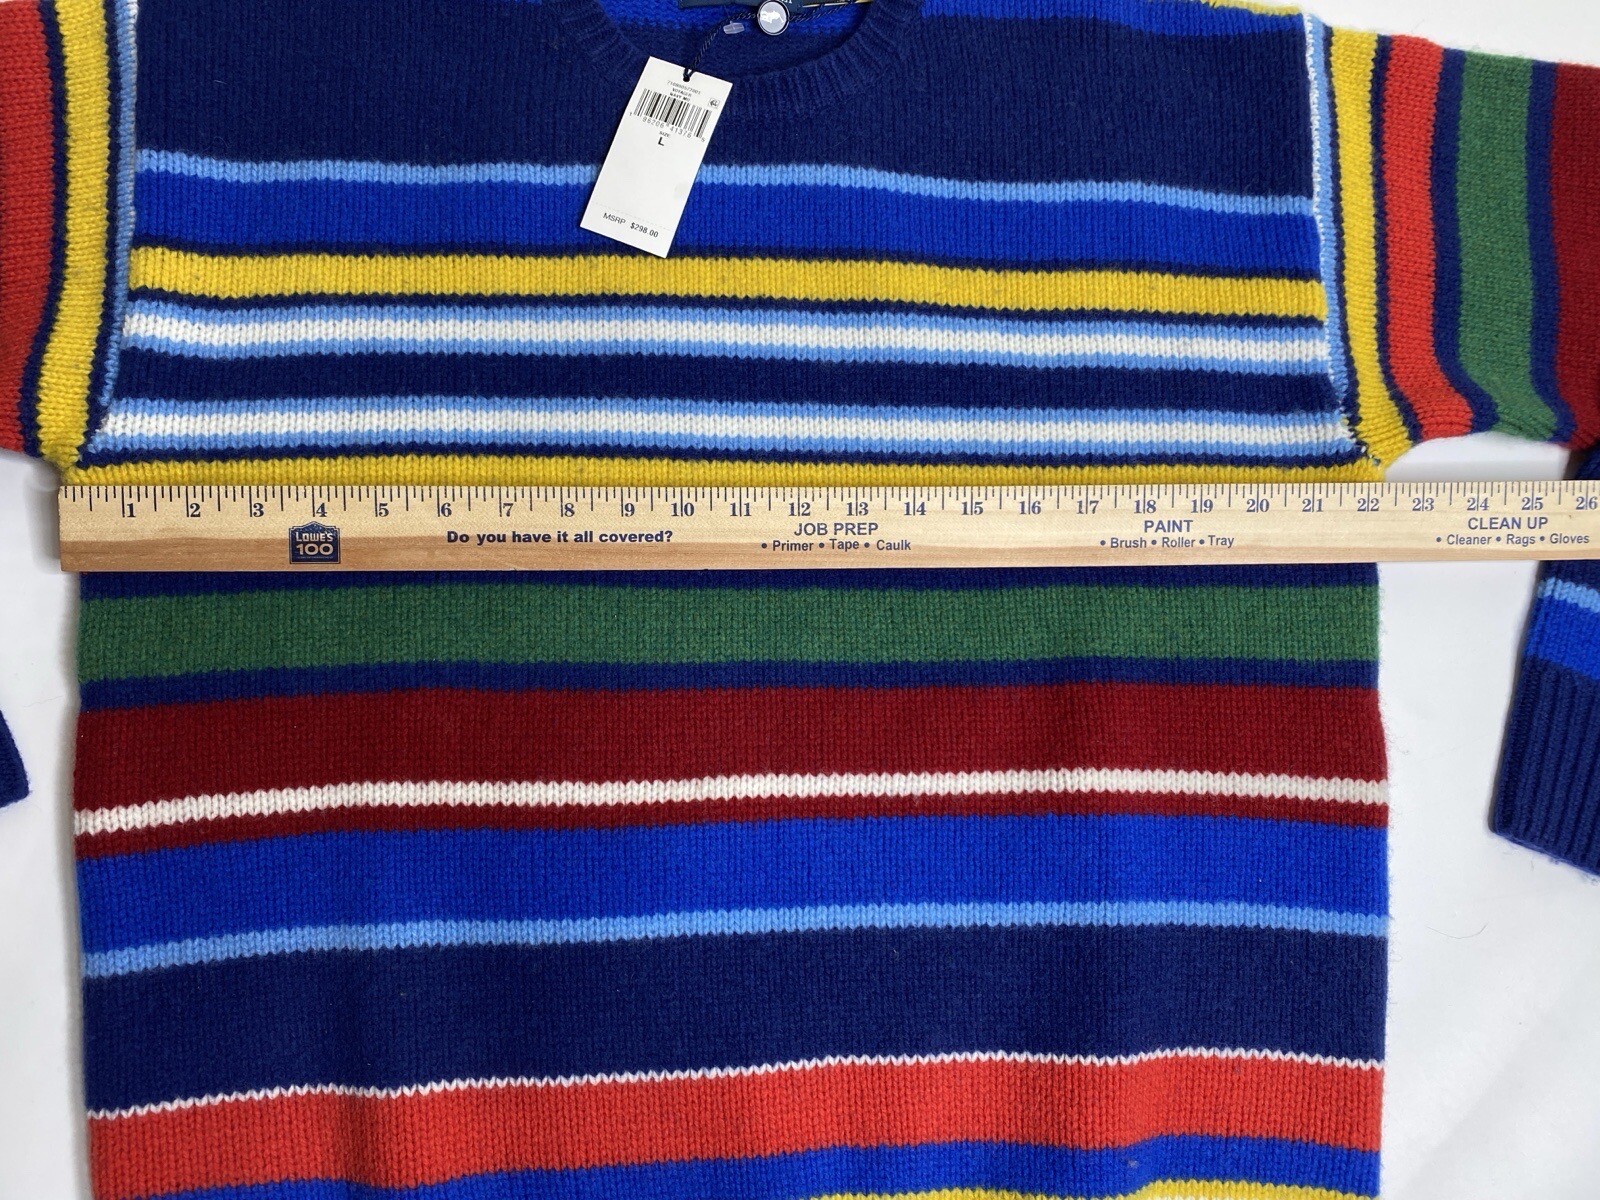 SIZE
L
MSRP $298.00
1 2 3 4 5 6 7 8 9 10 11 12 13 14 15 16 17 18 19 20 21 22 23 24 25 26
LOWE'S
100
Do you have it all covered?
JOB PREP
• Primer • Tape • Caulk
PAINT
• Brush • Roller • Tray
CLEAN UP
• Cleaner • Rags • Gloves